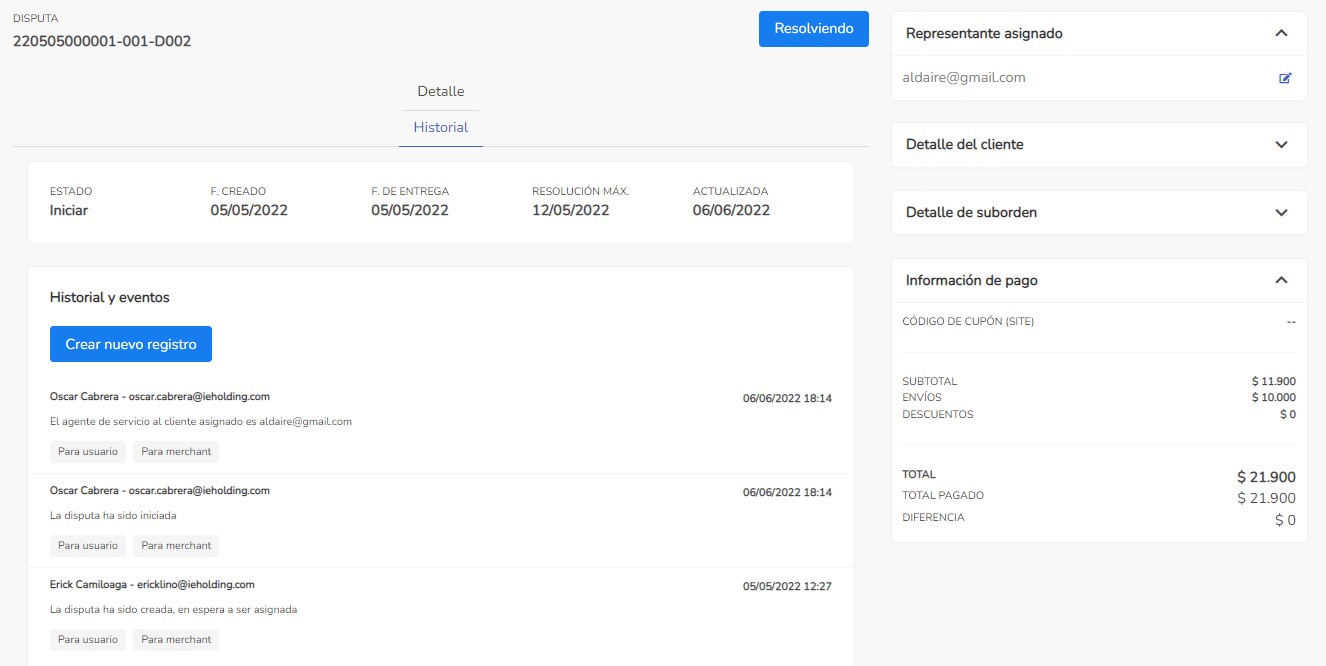 DISPUTA
220505000001-001-D002
Resolviendo
Detalle
Historial
ESTADO
Iniciar
F. CREADO
05/05/2022
F. DE ENTREGA
05/05/2022
RESOLUCIÓN MÁX.
12/05/2022
ACTUALIZADA
06/06/2022
Historial y eventos
Crear nuevo registro
Oscar Cabrera - oscar.cabrera@ieholding.com
06/06/2022 18:14
El agente de servicio al cliente asignado es aldaire@gmail.com
Para usuario
Para merchant
Oscar Cabrera - oscar.cabrera@ieholding.com
06/06/2022 18:14
La disputa ha sido iniciada
Para usuario
Para merchant
Erick Camiloaga - ericklino@ieholding.com
05/05/2022 12:27
La disputa ha sido creada, en espera a ser asignada
Para usuario
Para merchant
Representante asignado
aldaire@gmail.com
Detalle del cliente
Detalle de suborden
Información de pago
CÓDIGO DE CUPÓN (SITE) --
SUBTOTAL $ 11.900
ENVÍOS $ 10.000
DESCUENTOS $ 0
TOTAL $ 21.900
TOTAL PAGADO $ 21.900
DIFERENCIA $ 0